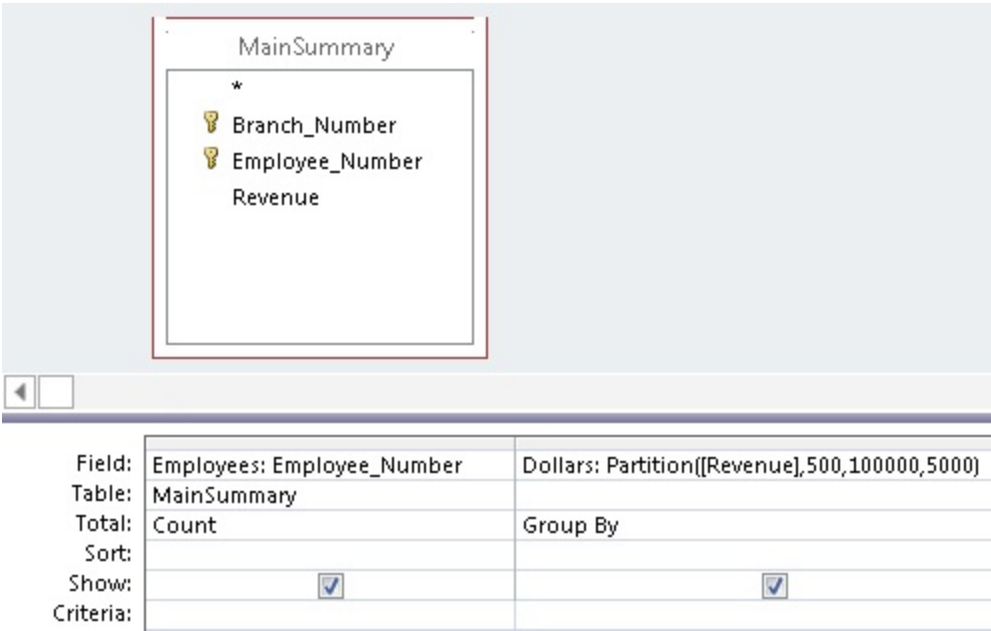 MainSummary
*
Branch_Number
Employee_Number
Revenue
Field: Employees: Employee_Number Dollars: Partition([Revenue],500,100000,5000)
Table: MainSummary
Total: Count Group By
Sort:
Show:
Criteria: